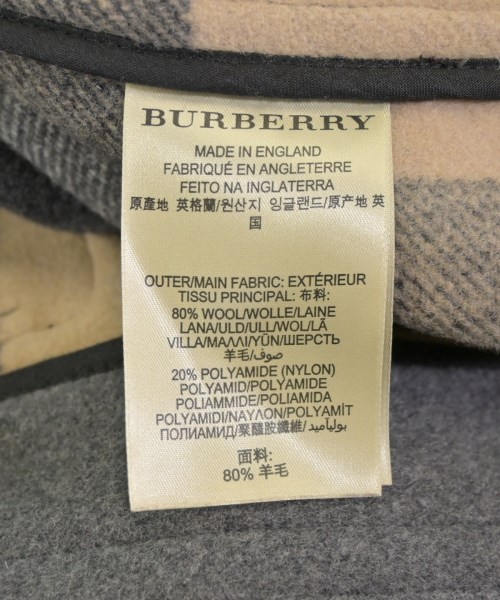 BURBERRY
MADE IN ENGLAND
FABRIQUÉ EN ANGLETERRE
FEITO NA INGLATERRA
原產地 英格蘭/원산지 잉글랜드/原产地 英
国
OUTER/MAIN FABRIC: EXTÉRIEUR
TISSU PRINCIPAL: 布料:
80% WOOL/WOLLE/LAINE
LANA/ULD/ULL/WOL/LÃ
VILLA/ΜΑΛΛΙ/YÜN/ШЕРСТЬ
羊毛/صوف/
20% POLYAMIDE (NYLON)
POLYAMID/POLYAMIDE
POLIAMMIDE/POLIAMIDA
POLYAMIDI/ΝΑΥΛΟΝ/POLYAMİT
ПОЛИАМИД/聚醯胺纖維/بوليأميد/
面料:
80% 羊毛